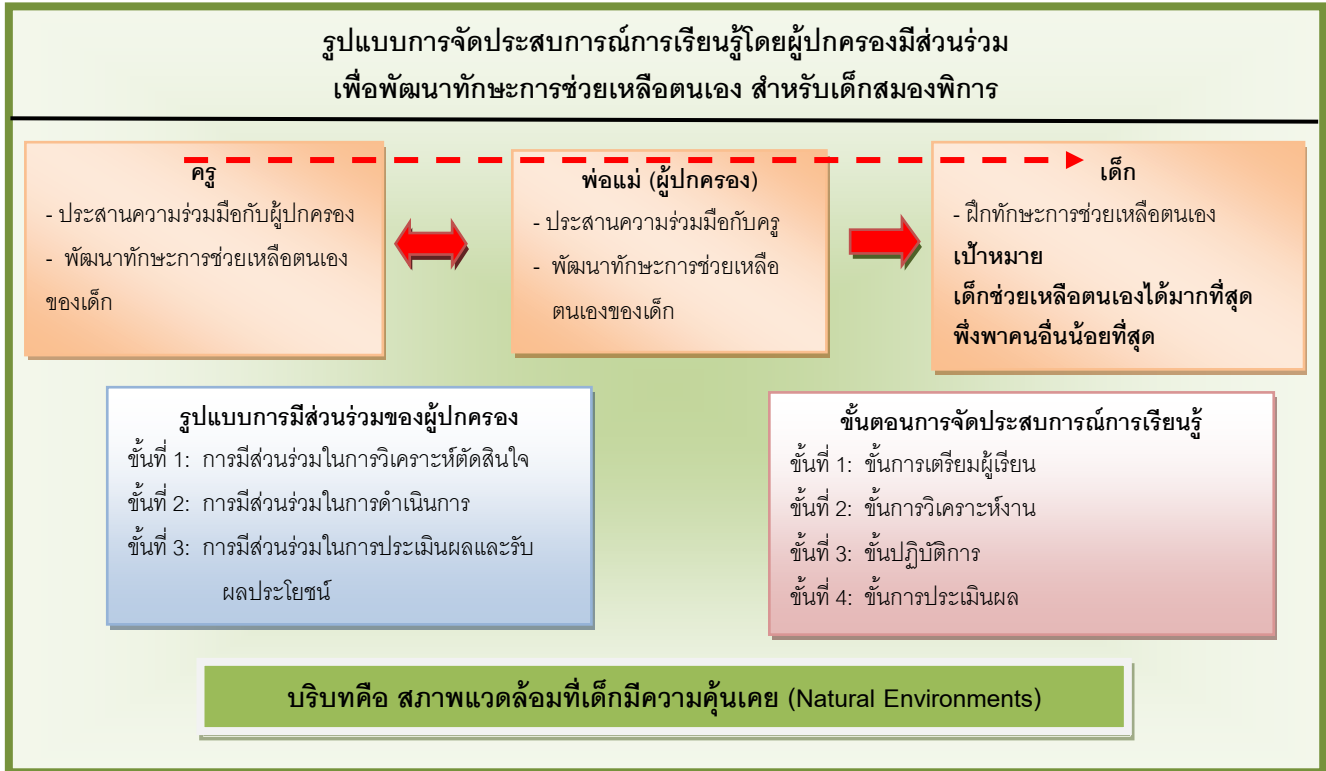 รูปแบบการจัดประสบการณ์การเรียนรู้โดยผู้ปกครองมีส่วนร่วม
เพื่อพัฒนาทักษะการช่วยเหลือตนเอง สำหรับเด็กสมองพิการ
ครู
- ประสานความร่วมมือกับผู้ปกครอง
- พัฒนาทักษะการช่วยเหลือตนเอง
ของเด็ก
พ่อแม่ (ผู้ปกครอง)
- ประสานความร่วมมือกับครู
- พัฒนาทักษะการช่วยเหลือ
ตนเองของเด็ก
เด็ก
- ฝึกทักษะการช่วยเหลือตนเอง
เป้าหมาย
เด็กช่วยเหลือตนเองได้มากที่สุด
พึ่งพาคนอื่นน้อยที่สุด
รูปแบบการมีส่วนร่วมของผู้ปกครอง
ขั้นที่ 1: การมีส่วนร่วมในการวิเคราะห์ตัดสินใจ
ขั้นที่ 2: การมีส่วนร่วมในการดำเนินการ
ขั้นที่ 3: การมีส่วนร่วมในการประเมินผลและรับ
ผลประโยชน์
ขั้นตอนการจัดประสบการณ์การเรียนรู้
ขั้นที่ 1: ขั้นการเตรียมผู้เรียน
ขั้นที่ 2: ขั้นการวิเคราะห์งาน
ขั้นที่ 3: ขั้นปฏิบัติการ
ขั้นที่ 4: ขั้นการประเมินผล
บริบทคือ สภาพแวดล้อมที่เด็กมีความคุ้นเคย (Natural Environments)